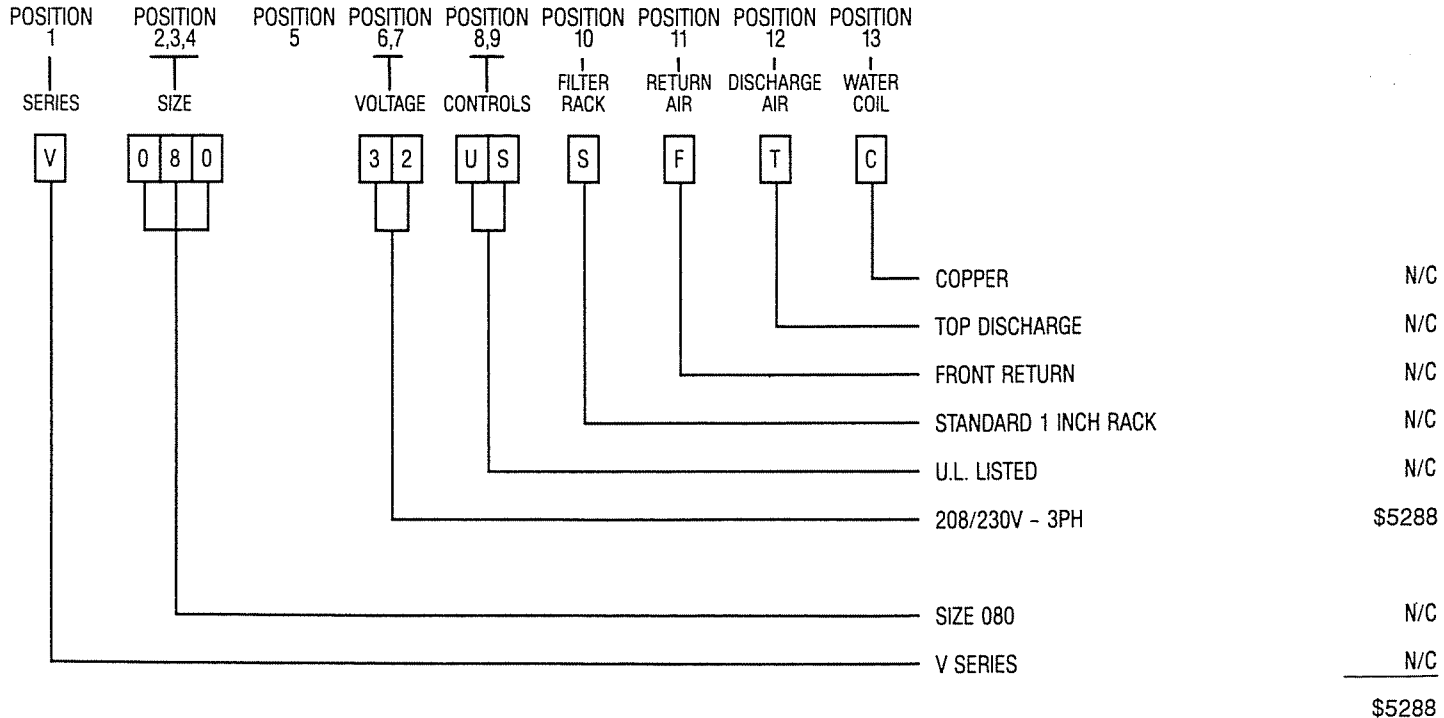 POSITION POSITION POSITION POSITION POSITION POSITION POSITION POSITION POSITION
1 2,3,4 5 6,7 8,9 10 11 12 13
SERIES SIZE VOLTAGE CONTROLS FILTER RACK RETURN AIR DISCHARGE AIR WATER COIL
V 0 8 0 3 2 U S S F T C
COPPER N/C
TOP DISCHARGE N/C
FRONT RETURN N/C
STANDARD 1 INCH RACK N/C
U.L. LISTED N/C
208/230V - 3PH $5288
SIZE 080 N/C
V SERIES N/C
$5288